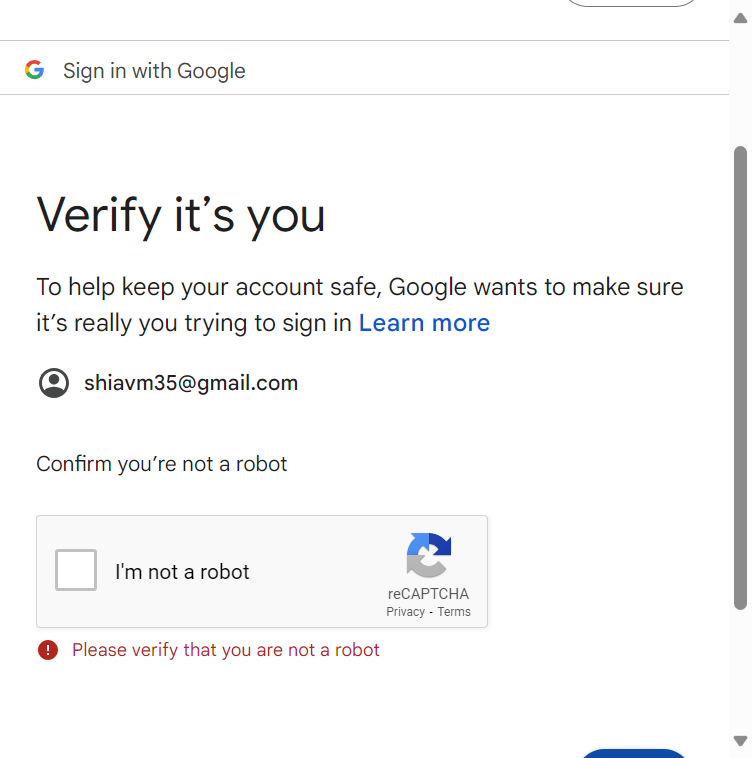 Sign in with Google
Verify it’s you
To help keep your account safe, Google wants to make sure
it’s really you trying to sign in Learn more
shiavm35@gmail.com
Confirm you’re not a robot
I'm not a robot
reCAPTCHA
Privacy - Terms
Please verify that you are not a robot